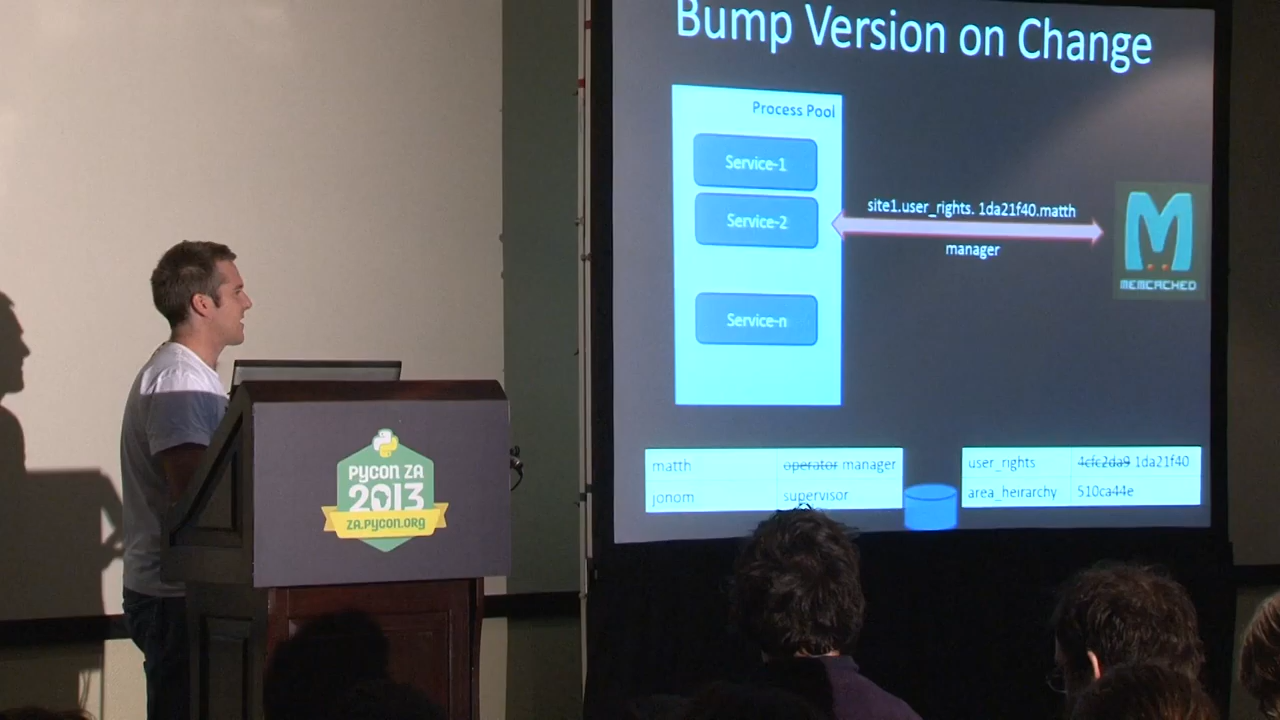 Bump Version on Change
Process Pool
Service-1
Service-2
Service-n
site1.user_rights. 1da21f40.matth
manager
MEMCACHED
matth operator manager
jonom supervisor
user_rights 4cfc2da9 1da21f40
area_heirarchy 510ca44e
PYCON ZA
2013
ZA.PYCON.ORG